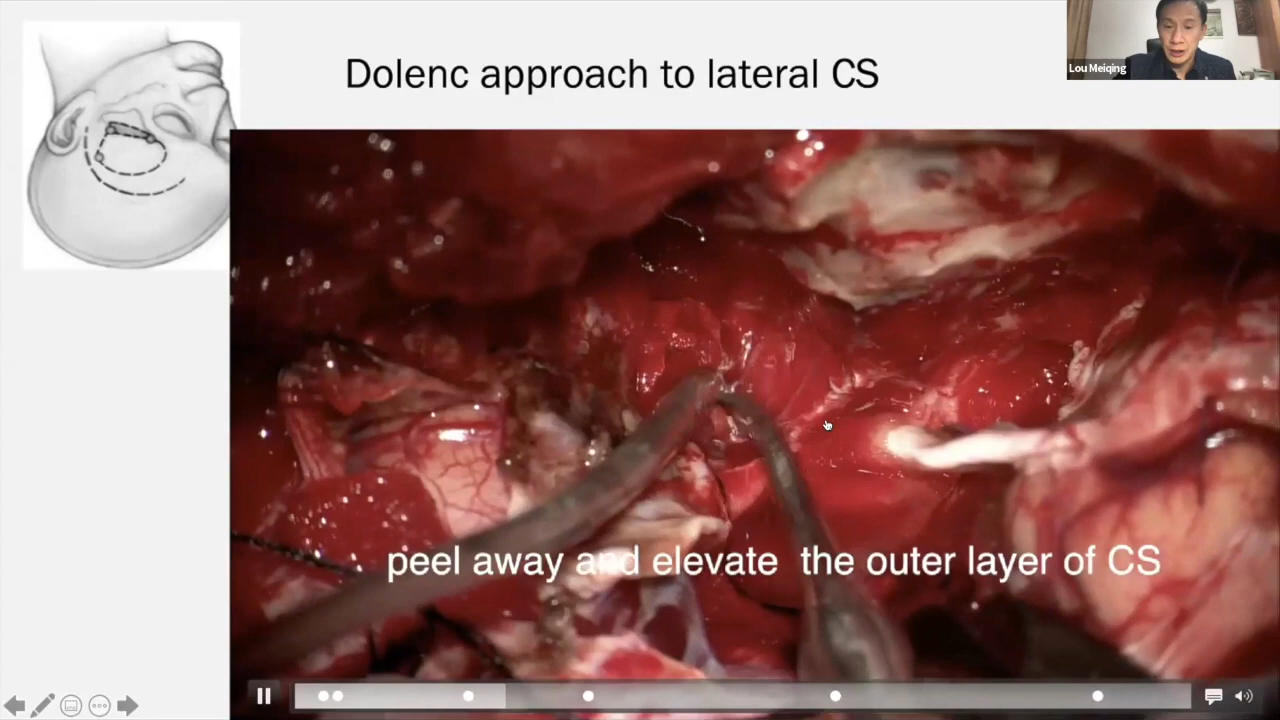 Dolenc approach to lateral CS
Lou Meiqing
peel away and elevate the outer layer of CS